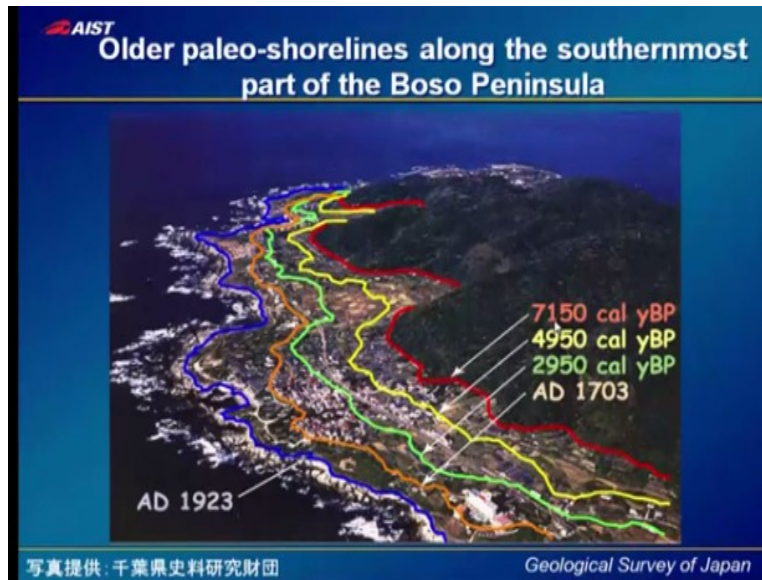 AIST
Older paleo-shorelines along the southernmost
part of the Boso Peninsula
7150 cal yBP
4950 cal yBP
2950 cal yBP
AD 1703
AD 1923
写真提供:千葉県史料研究財団
Geological Survey of Japan